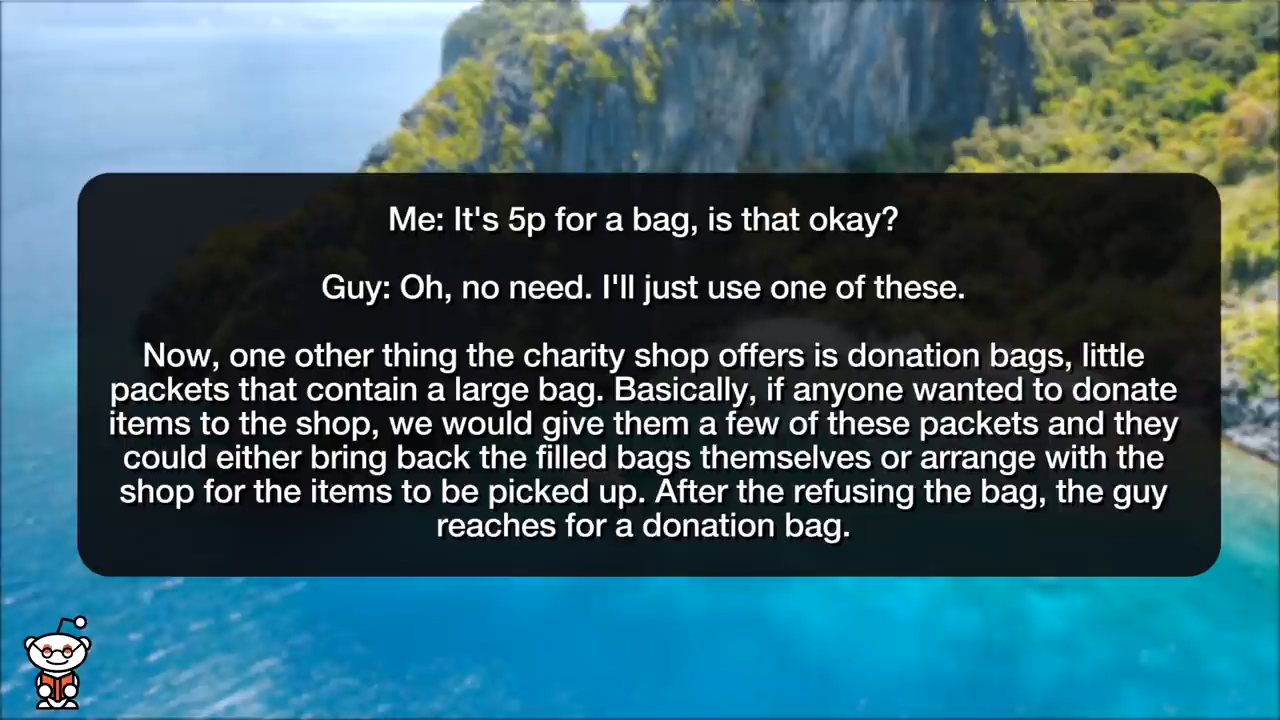 Me: It's 5p for a bag, is that okay?
Guy: Oh, no need. I'll just use one of these.
Now, one other thing the charity shop offers is donation bags, little
packets that contain a large bag. Basically, if anyone wanted to donate
items to the shop, we would give them a few of these packets and they
could either bring back the filled bags themselves or arrange with the
shop for the items to be picked up. After the refusing the bag, the guy
reaches for a donation bag.